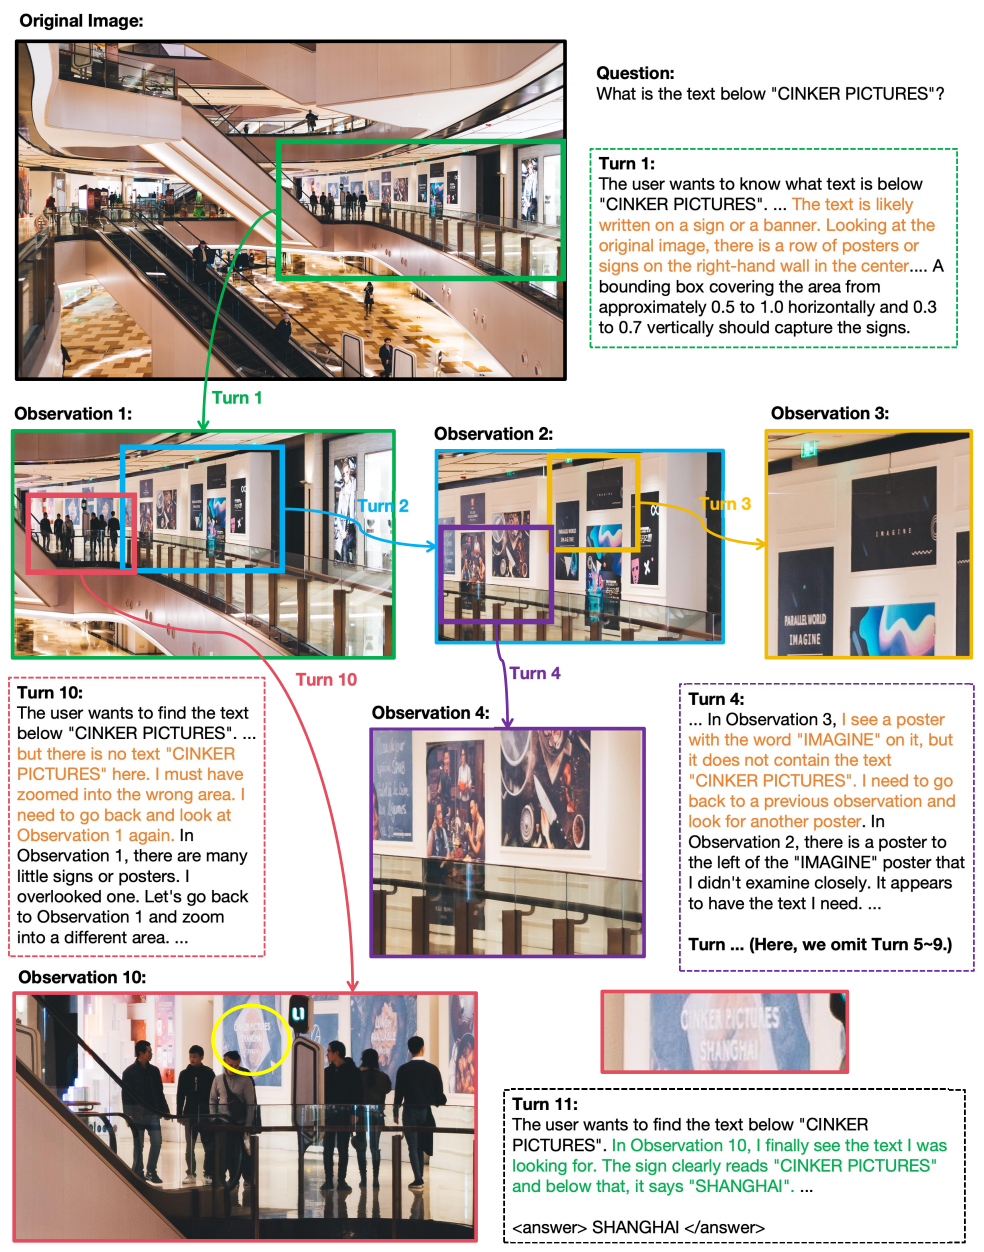 Original Image:
Question:
What is the text below "CINKER PICTURES"?
Turn 1:
The user wants to know what text is below
"CINKER PICTURES". ... The text is likely
written on a sign or a banner. Looking at the
original image, there is a row of posters or
signs on the right-hand wall in the center.... A
bounding box covering the area from
approximately 0.5 to 1.0 horizontally and 0.3
to 0.7 vertically should capture the signs.
Turn 1
Observation 1:
Observation 2:
Observation 3:
Turn 2
Turn 3
IMAGINE
PARALLEL WORLD
IMAGINE
Turn 10
Turn 4
Turn 10:
The user wants to find the text
below "CINKER PICTURES". ...
but there is no text "CINKER
PICTURES" here. I must have
zoomed into the wrong area. I
need to go back and look at
Observation 1 again. In
Observation 1, there are many
little signs or posters. I
overlooked one. Let's go back
to Observation 1 and zoom
into a different area. ...
Observation 4:
Turn 4:
... In Observation 3, I see a poster
with the word "IMAGINE" on it, but
it does not contain the text
"CINKER PICTURES". I need to go
back to a previous observation and
look for another poster. In
Observation 2, there is a poster to
the left of the "IMAGINE" poster that
I didn't examine closely. It appears
to have the text I need. ...
Turn ... (Here, we omit Turn 5~9.)
Observation 10:
CINKER PICTURES
SHANGHAI
CINKER PICTURES
SHANGHAI
Turn 11:
The user wants to find the text below "CINKER
PICTURES". In Observation 10, I finally see the text I was
looking for. The sign clearly reads "CINKER PICTURES"
and below that, it says "SHANGHAI". ...
<answer> SHANGHAI </answer>